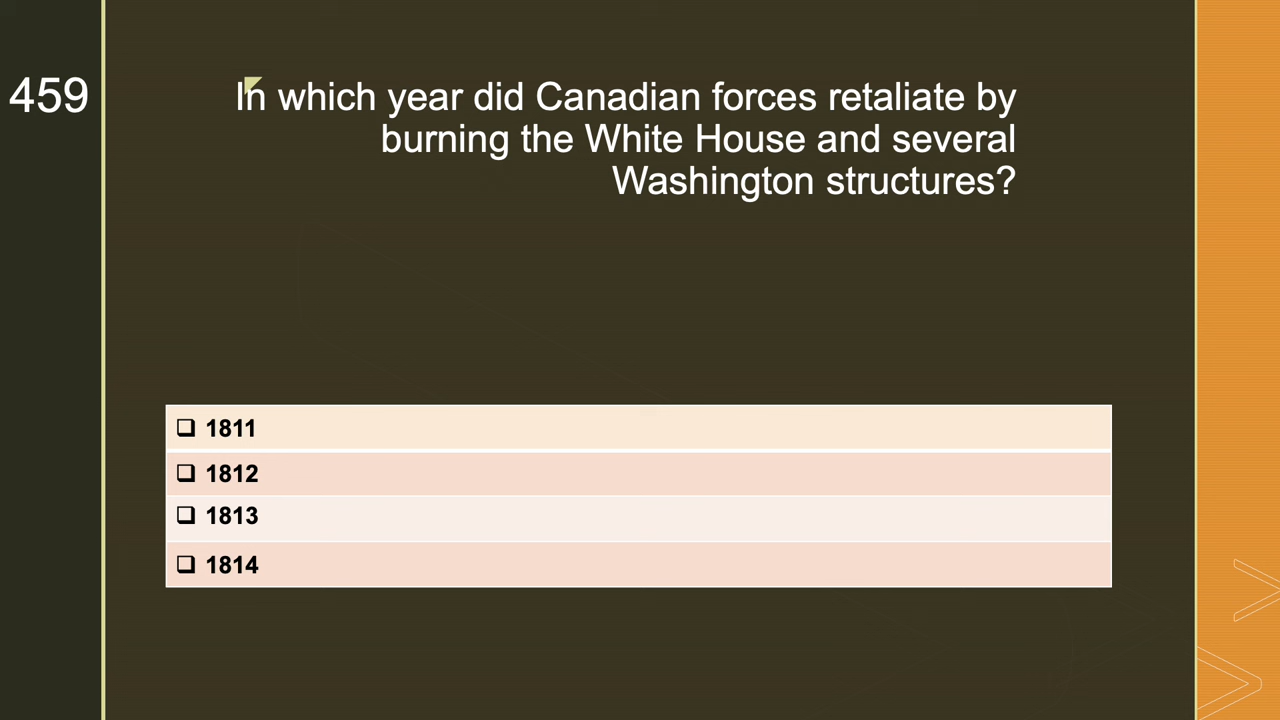 459
In which year did Canadian forces retaliate by
burning the White House and several
Washington structures?
❑ 1811
❑ 1812
❑ 1813
❑ 1814